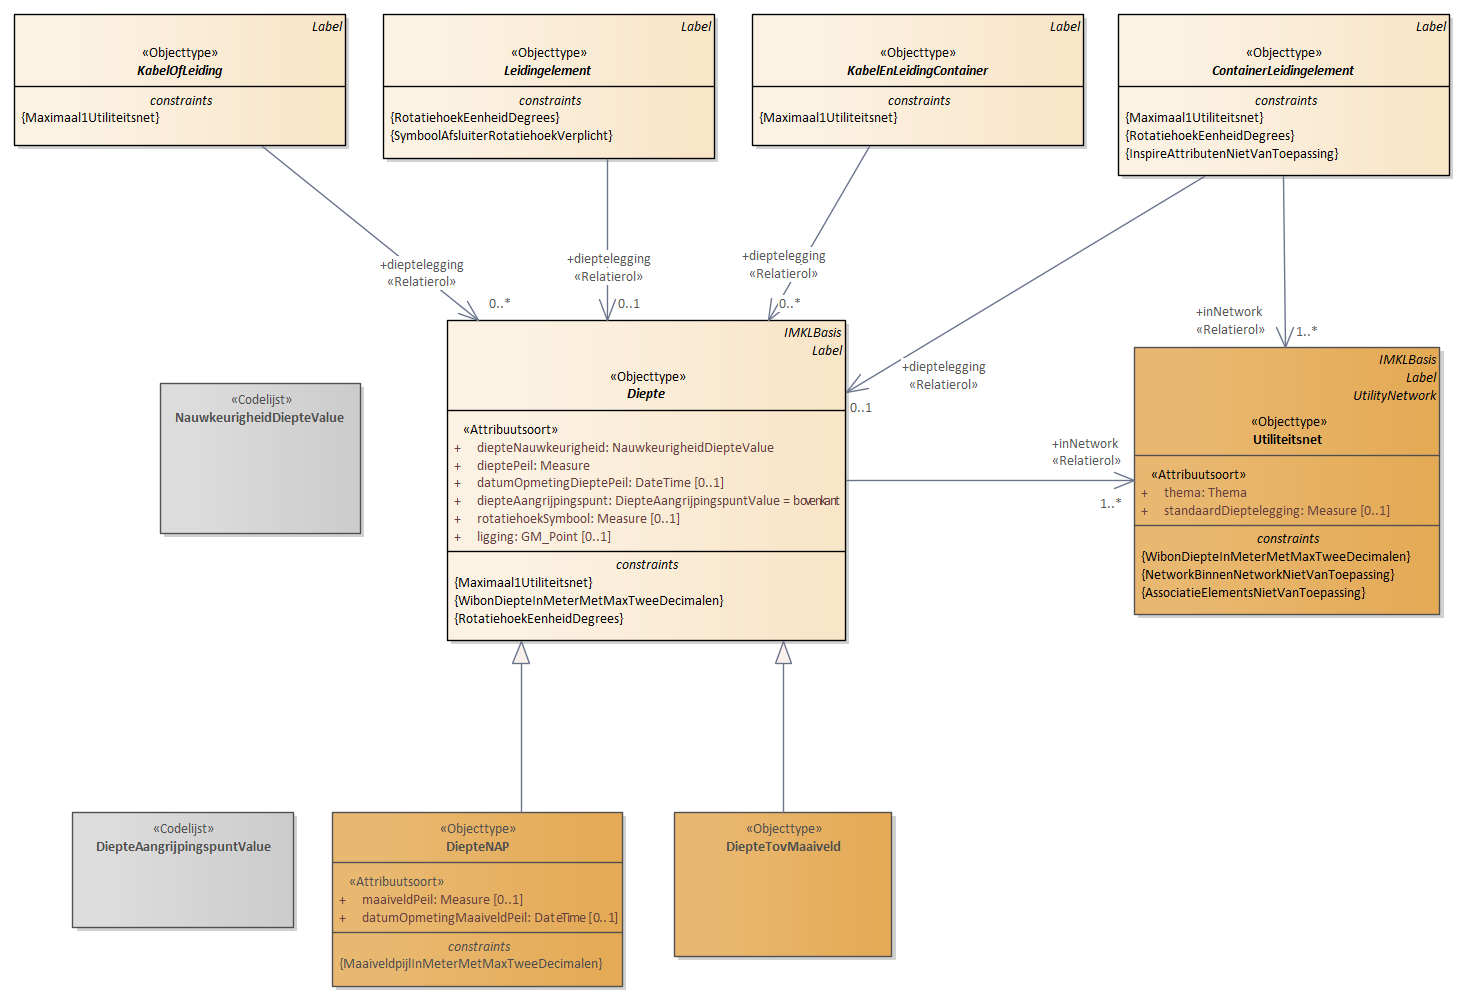 Label
«Objecttype»
KabelOfLeiding
constraints
{Maximaal1Utiliteitsnet}
Label
«Objecttype»
Leidingelement
constraints
{RotatiehoekEenheidDegrees}
{SymboolAfsluiterRotatiehoekVerplicht}
Label
«Objecttype»
KabelEnLeidingContainer
constraints
{Maximaal1Utiliteitsnet}
Label
«Objecttype»
ContainerLeidingelement
constraints
{Maximaal1Utiliteitsnet}
{RotatiehoekEenheidDegrees}
{InspireAttributenNietVanToepassing}
+dieptelegging
«Relatierol»
0..*
+dieptelegging
«Relatierol»
0..1
+dieptelegging
«Relatierol»
0..*
+dieptelegging
«Relatierol»
0..1
+inNetwork
«Relatierol»
1..*
IMKLBasis
Label
«Objecttype»
Diepte
«Attribuutsoort»
+ diepteNauwkeurigheid: NauwkeurigheidDiepteValue
+ dieptePeil: Measure
+ datumOpmetingDieptePeil: DateTime [0..1]
+ diepteAangrijpingspunt: DiepteAangrijpingspuntValue = bovenkant
+ rotatiehoekSymbool: Measure [0..1]
+ ligging: GM_Point [0..1]
constraints
{Maximaal1Utiliteitsnet}
{WibonDiepteInMeterMetMaxTweeDecimalen}
{RotatiehoekEenheidDegrees}
+inNetwork
«Relatierol»
1..*
IMKLBasis
Label
UtilityNetwork
«Objecttype»
Utiliteitsnet
«Attribuutsoort»
+ thema: Thema
+ standaardDieptelegging: Measure [0..1]
constraints
{WibonDiepteInMeterMetMaxTweeDecimalen}
{NetworkBinnenNetworkNietVanToepassing}
{AssociatieElementsNietVanToepassing}
«Codelijst»
NauwkeurigheidDiepteValue
«Codelijst»
DiepteAangrijpingspuntValue
«Objecttype»
DiepteNAP
«Attribuutsoort»
+ maaiveldPeil: Measure [0..1]
+ datumOpmetingMaaiveldPeil: DateTime [0..1]
constraints
{MaaiveldpijlInMeterMetMaxTweeDecimalen}
«Objecttype»
DiepteTovMaaiveld